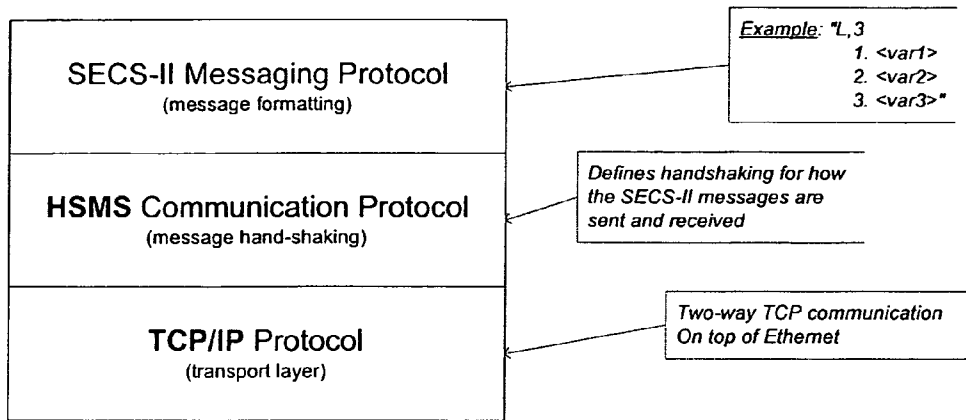 SECS-II Messaging Protocol
(message formatting)
Example: "L,3
1. <var1>
2. <var2>
3. <var3>"
HSMS Communication Protocol
(message hand-shaking)
Defines handshaking for how
the SECS-II messages are
sent and received
TCP/IP Protocol
(transport layer)
Two-way TCP communication
On top of Ethernet